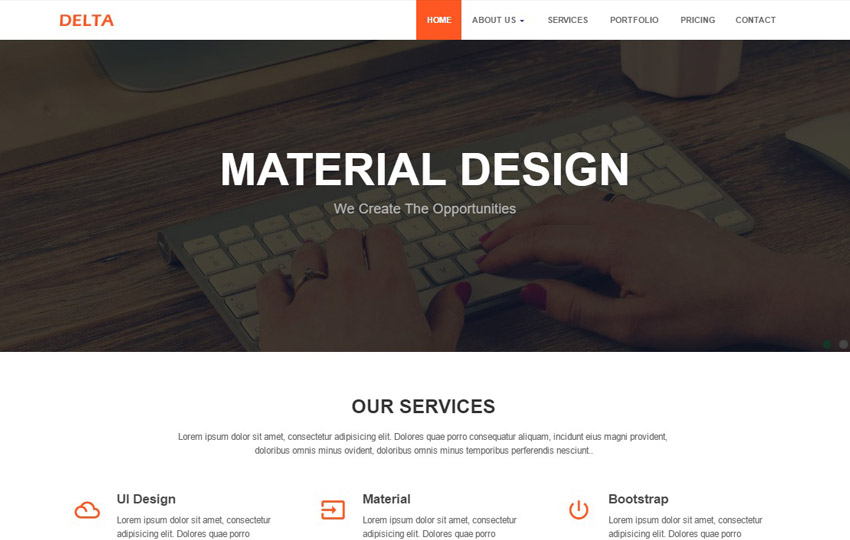 DELTA
HOME ABOUT US SERVICES PORTFOLIO PRICING CONTACT
MATERIAL DESIGN
We Create The Opportunities
OUR SERVICES
Lorem ipsum dolor sit amet, consectetur adipisicing elit. Dolores quae porro consequatur aliquam, incidunt eius magni provident,
doloribus omnis minus ovident, doloribus omnis minus temporibus perferendis nesciunt..
UI Design
Lorem ipsum dolor sit amet, consectetur
adipisicing elit. Dolores quae porro
Material
Lorem ipsum dolor sit amet, consectetur
adipisicing elit. Dolores quae porro
Bootstrap
Lorem ipsum dolor sit amet, consectetur
adipisicing elit. Dolores quae porro